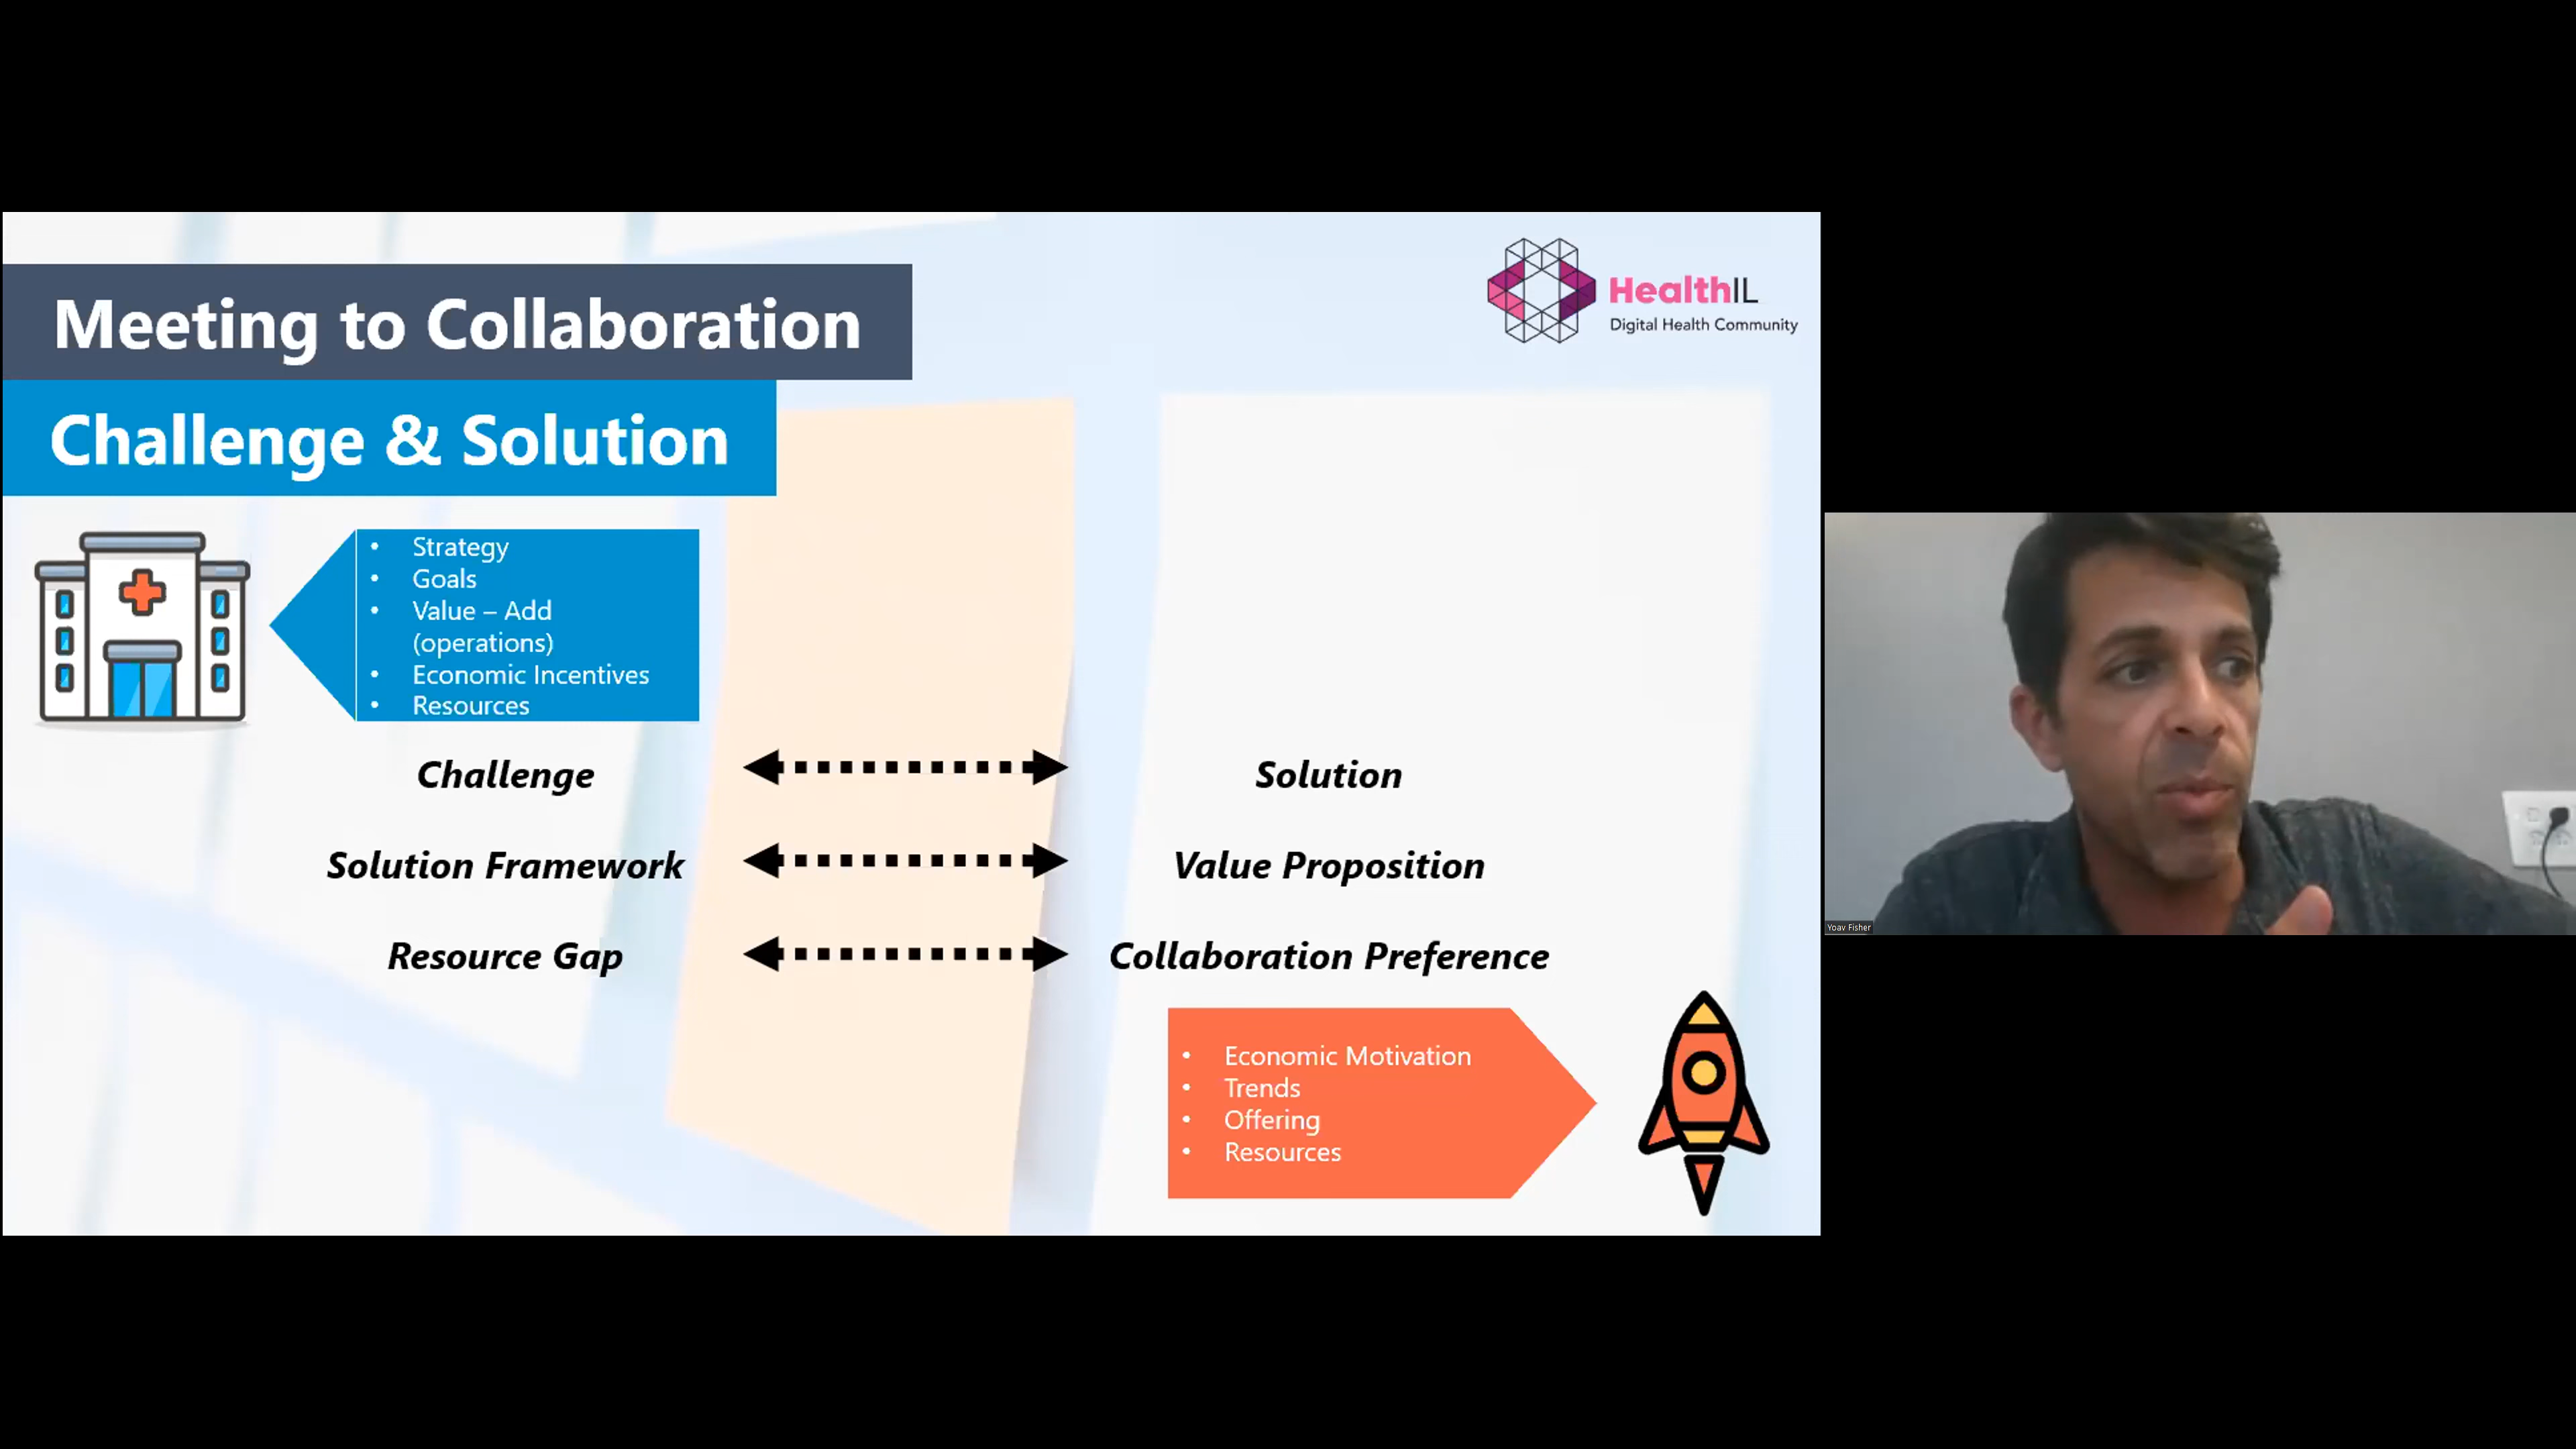 Meeting to Collaboration
HealthIL
Digital Health Community
Challenge & Solution
• Strategy
• Goals
• Value – Add
(operations)
• Economic Incentives
• Resources
Challenge
Solution
Solution Framework
Value Proposition
Resource Gap
Collaboration Preference
• Economic Motivation
• Trends
• Offering
• Resources
Yoav Fisher